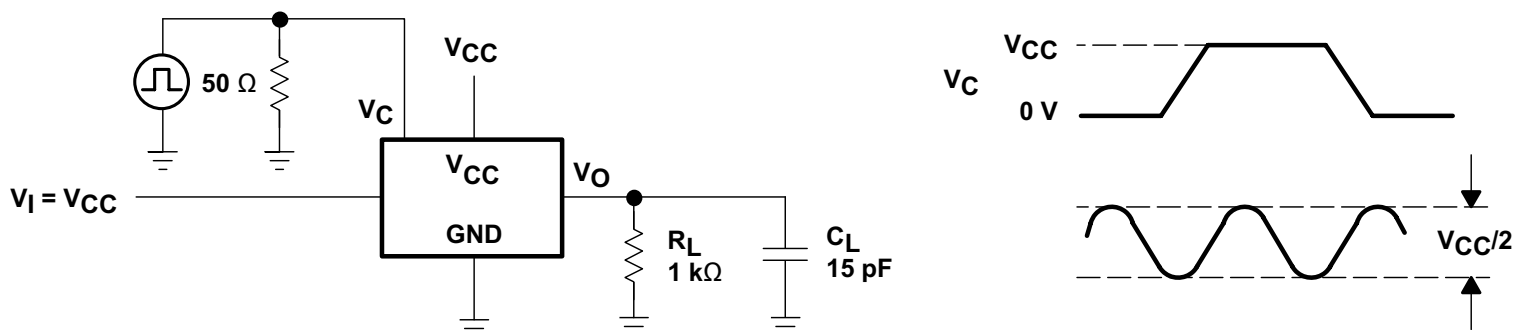 50 Ω
VCC
VC
VI = VCC
VCC
GND
VO
RL
1 kΩ
CL
15 pF
VCC
VC
0 V
VCC/2